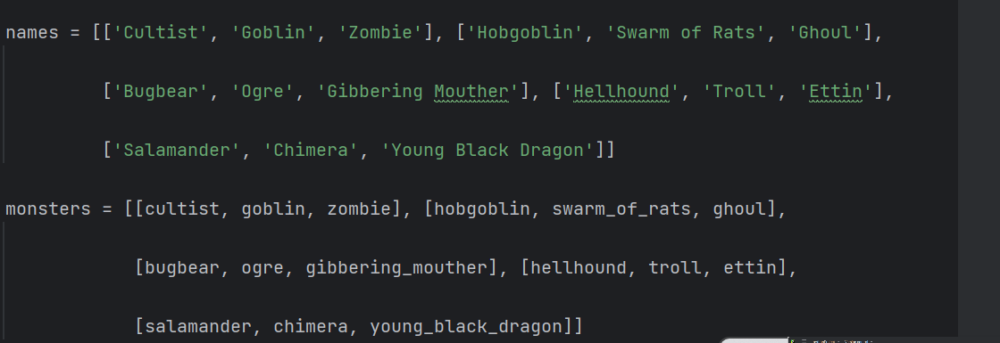 names = [['Cultist', 'Goblin', 'Zombie'], ['Hobgoblin', 'Swarm of Rats', 'Ghoul'],
['Bugbear', 'Ogre', 'Gibbering Mouther'], ['Hellhound', 'Troll', 'Ettin'],
['Salamander', 'Chimera', 'Young Black Dragon']]
monsters = [[cultist, goblin, zombie], [hobgoblin, swarm_of_rats, ghoul],
[bugbear, ogre, gibbering_mouther], [hellhound, troll, ettin],
[salamander, chimera, young_black_dragon]]